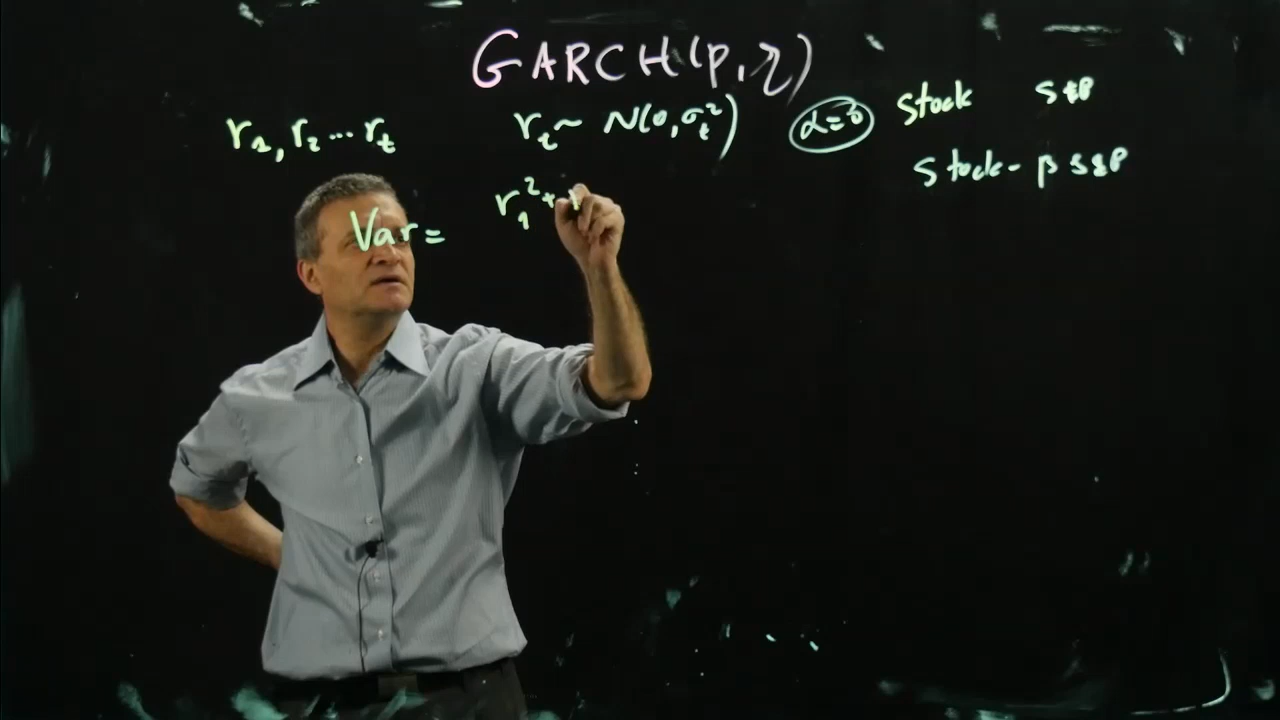 GARCH(p,q)
r₁, r₂ ... rₜ
rₜ ~ N(0, σₜ²)
α=0
Stock S&P
Stock - β S&P
Var = r₁² +